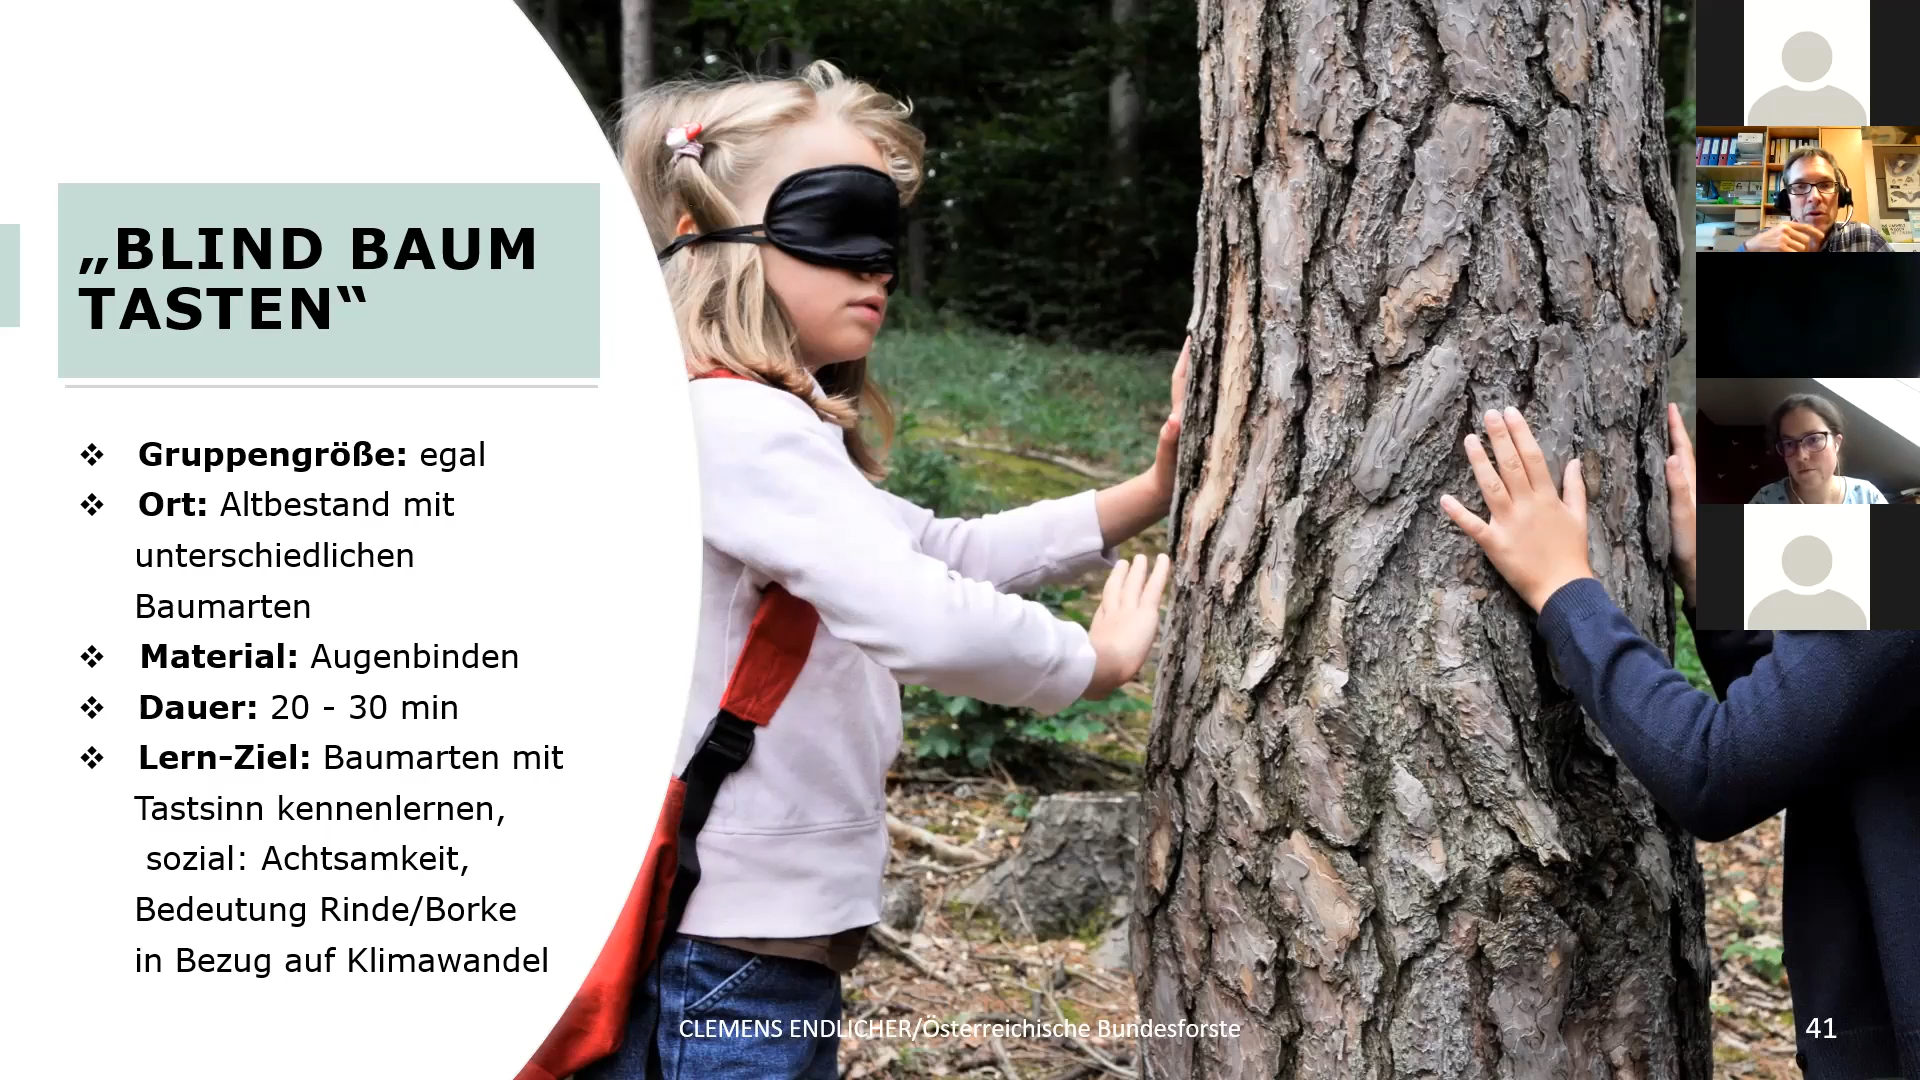 „BLIND BAUM
TASTEN“
❖ Gruppengröße: egal
❖ Ort: Altbestand mit
unterschiedlichen
Baumarten
❖ Material: Augenbinden
❖ Dauer: 20 - 30 min
❖ Lern-Ziel: Baumarten mit
Tastsinn kennenlernen,
sozial: Achtsamkeit,
Bedeutung Rinde/Borke
in Bezug auf Klimawandel
CLEMENS ENDLICHER/Österreichische Bundesforste
41